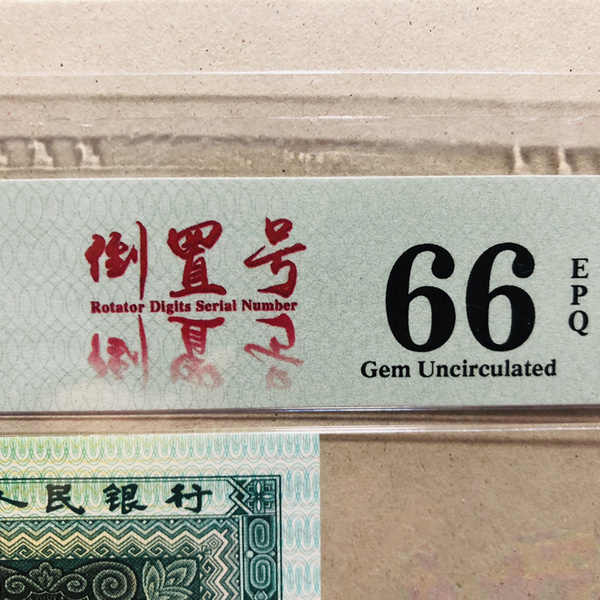 倒置号
Rotator Digits Serial Number
66
EPQ
Gem Uncirculated
人民银行